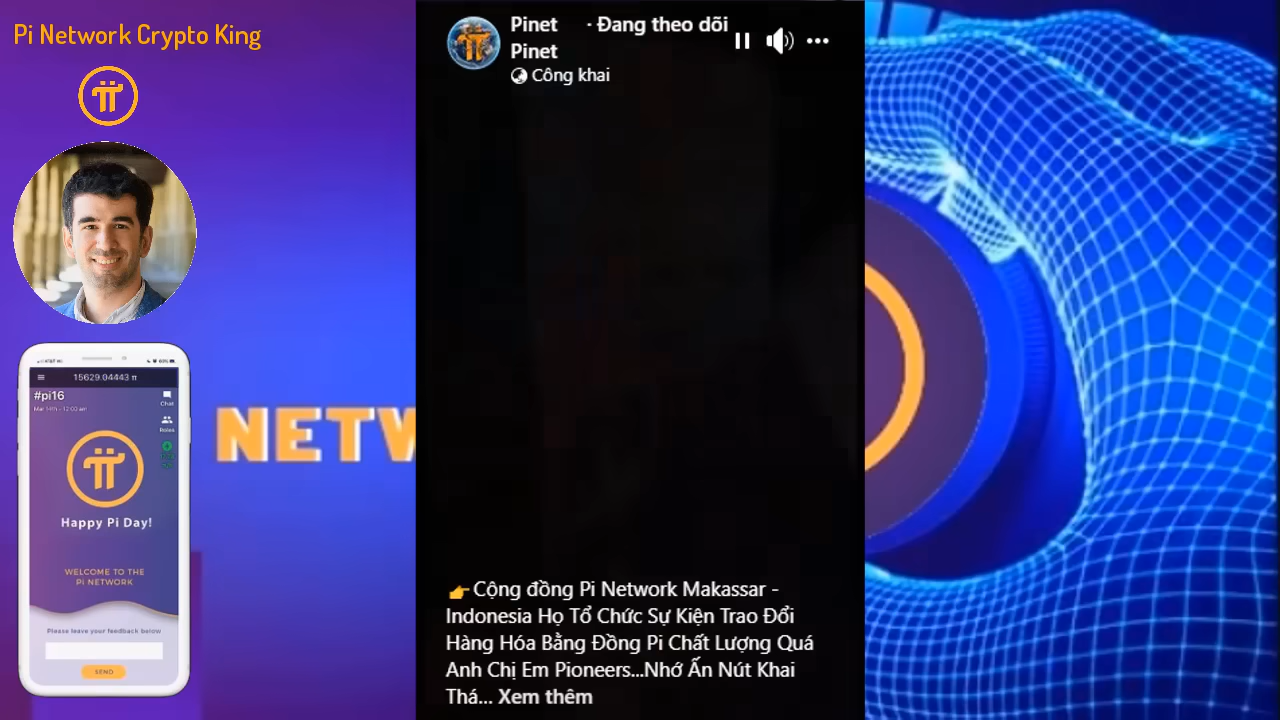 Pi Network Crypto King
15629.94443 π
#pi16
Chat
Roles
Happy Pi Day!
WELCOME TO THE
PI NETWORK
Please leave your feedback below
SEND
NETW
Pinet · Đang theo dõi
Pinet
Công khai
👉Cộng đồng Pi Network Makassar -
Indonesia Họ Tổ Chức Sự Kiện Trao Đổi
Hàng Hóa Bằng Đồng Pi Chất Lượng Quá
Anh Chị Em Pioneers...Nhớ Ấn Nút Khai
Thá... Xem thêm